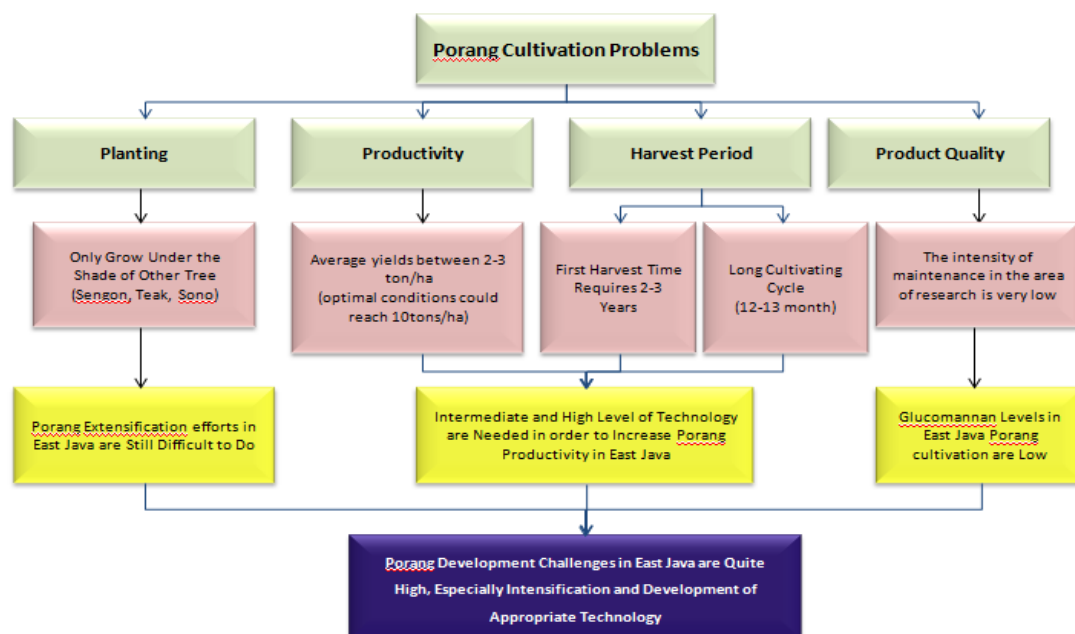 Porang Cultivation Problems
Planting
Productivity
Harvest Period
Product Quality
Only Grow Under the
Shade of Other Tree
(Sengon, Teak, Sono)
Average yields between 2-3
ton/ha
(optimal conditions could
reach 10tons/ha)
First Harvest Time
Requires 2-3
Years
Long Cultivating
Cycle
(12-13 month)
The intensity of
maintenance in the area
of research is very low
Porang Extensification efforts in
East Java are Still Difficult to Do
Intermediate and High Level of Technology
are Needed in order to Increase Porang
Productivity in East Java
Glucomannan Levels in
East Java Porang
cultivation are Low
Porang Development Challenges in East Java are Quite
High, Especially Intensification and Development of
Appropriate Technology